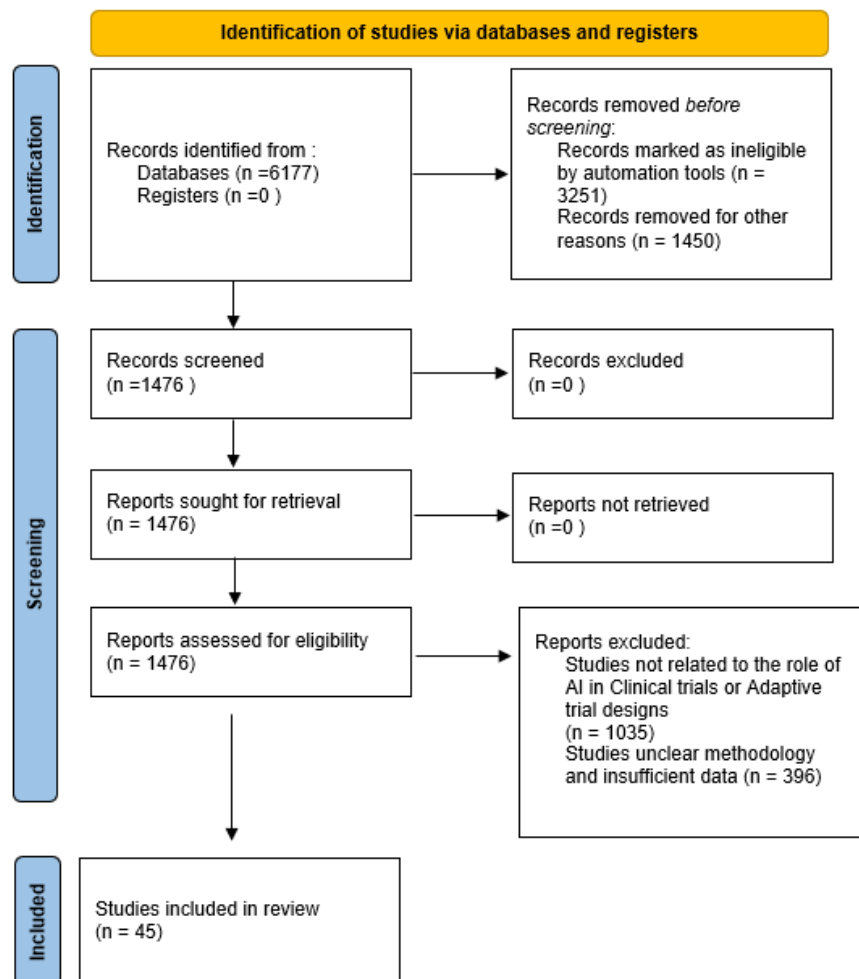 Identification of studies via databases and registers
Identification
Records identified from :
Databases (n =6177)
Registers (n =0 )
Records removed before
screening:
Records marked as ineligible
by automation tools (n =
3251)
Records removed for other
reasons (n = 1450)
Screening
Records screened
(n =1476 )
Records excluded
(n =0 )
Reports sought for retrieval
(n = 1476)
Reports not retrieved
(n =0 )
Reports assessed for eligibility
(n = 1476)
Reports excluded:
Studies not related to the role of
AI in Clinical trials or Adaptive
trial designs
(n = 1035)
Studies unclear methodology
and insufficient data (n = 396)
Included
Studies included in review
(n = 45)